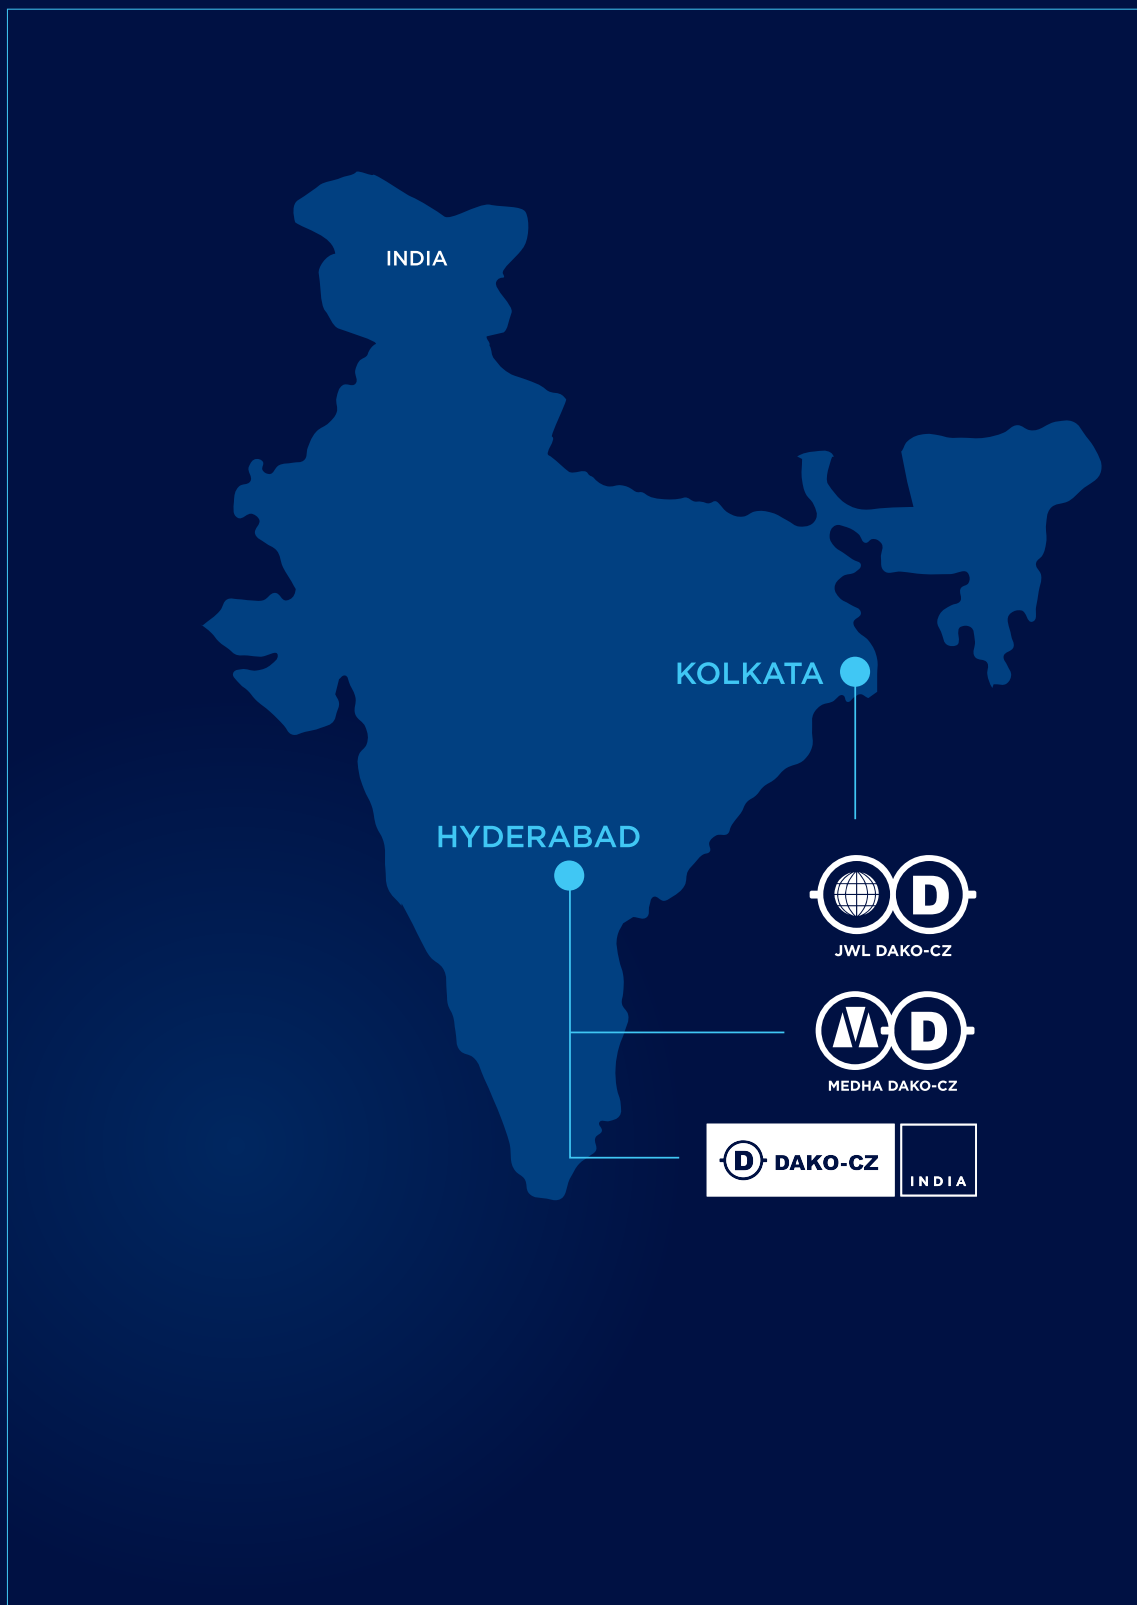 INDIA
KOLKATA
HYDERABAD
D
JWL DAKO-CZ
M D
MEDHA DAKO-CZ
D DAKO-CZ
INDIA